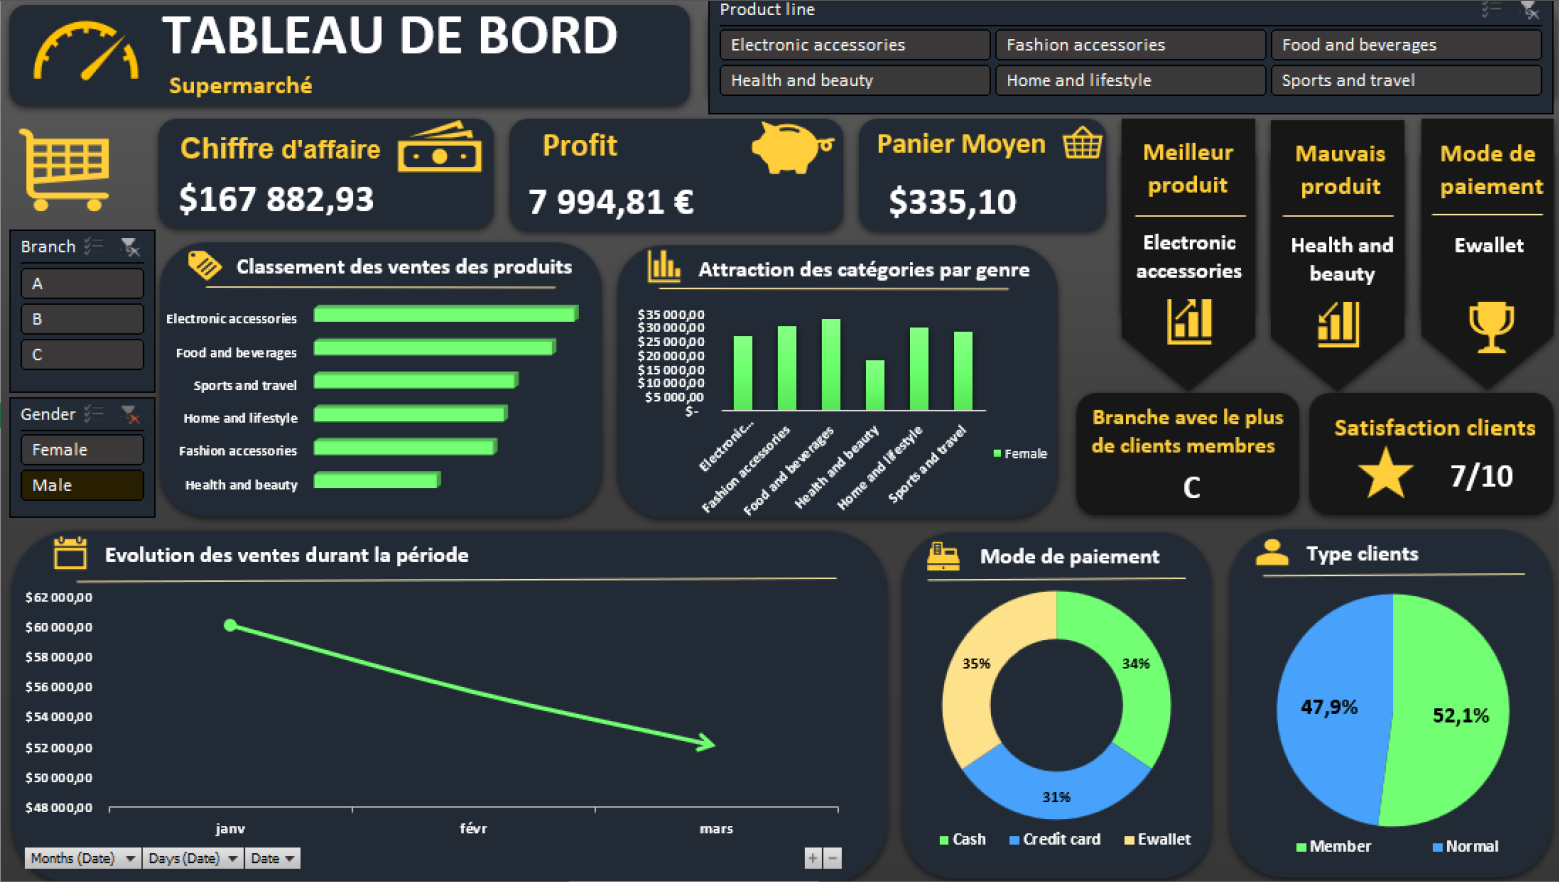 TABLEAU DE BORD
Supermarché
Product line
Electronic accessories
Fashion accessories
Food and beverages
Health and beauty
Home and lifestyle
Sports and travel
Chiffre d'affaire
$167 882,93
Profit
7 994,81 €
Panier Moyen
$335,10
Meilleur
produit
Electronic
accessories
Mauvais
produit
Health and
beauty
Mode de
paiement
Ewallet
Branch
A
B
C
Gender
Female
Male
Classement des ventes des produits
Electronic accessories
Food and beverages
Sports and travel
Home and lifestyle
Fashion accessories
Health and beauty
Attraction des catégories par genre
$35 000,00
$30 000,00
$25 000,00
$20 000,00
$15 000,00
$10 000,00
$5 000,00
$-
Electronic...
Fashion accessories
Food and beverages
Health and beauty
Home and lifestyle
Sports and travel
Female
Branche avec le plus
de clients membres
C
Satisfaction clients
7/10
Evolution des ventes durant la période
$62 000,00
$60 000,00
$58 000,00
$56 000,00
$54 000,00
$52 000,00
$50 000,00
$48 000,00
janv
févr
mars
Months (Date)
Days (Date)
Date
+
−
Mode de paiement
35%
34%
31%
Cash
Credit card
Ewallet
Type clients
47,9%
52,1%
Member
Normal